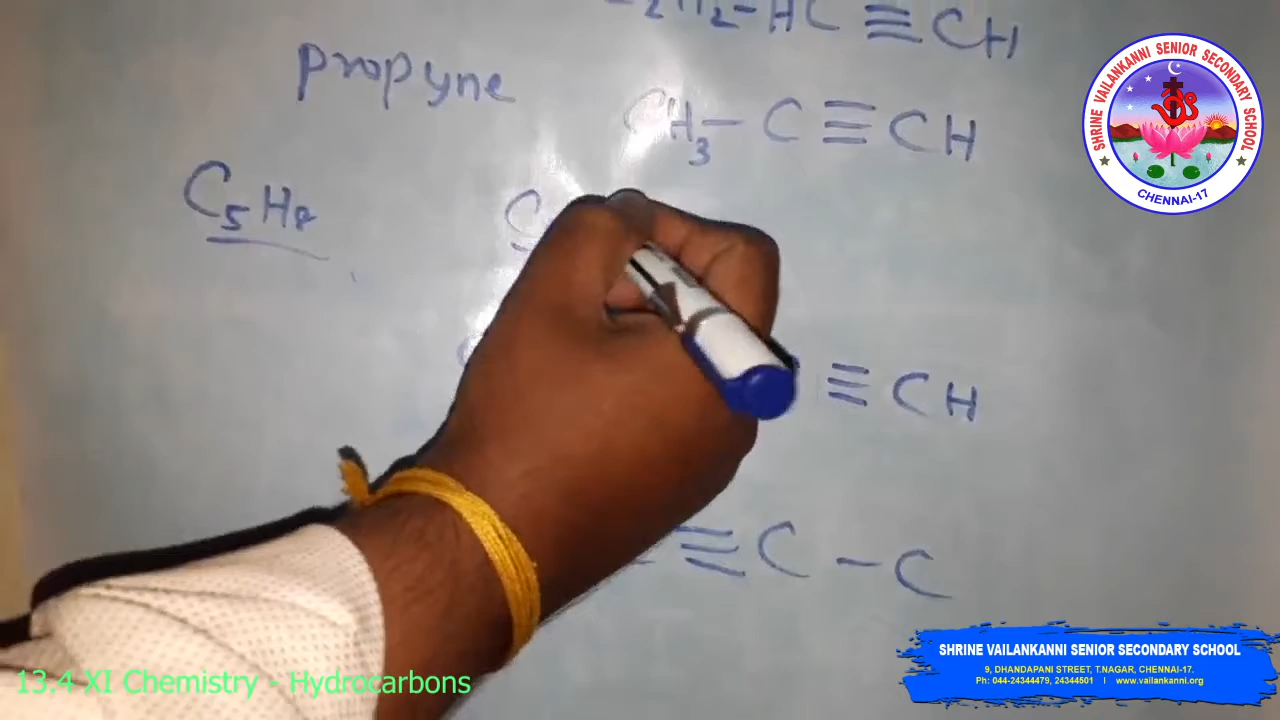 -HC ≡ CH
propyne
CH3- C ≡ CH
C5H8
C
≡ CH
≡ C - C
SHRINE VAILANKANNI SENIOR SECONDARY SCHOOL
CHENNAI-17
SHRINE VAILANKANNI SENIOR SECONDARY SCHOOL
9, DHANDAPANI STREET, T.NAGAR, CHENNAI-17.
Ph: 044-24344479, 24344501 I www.vailankanni.org
13.4 XI Chemistry - Hydrocarbons